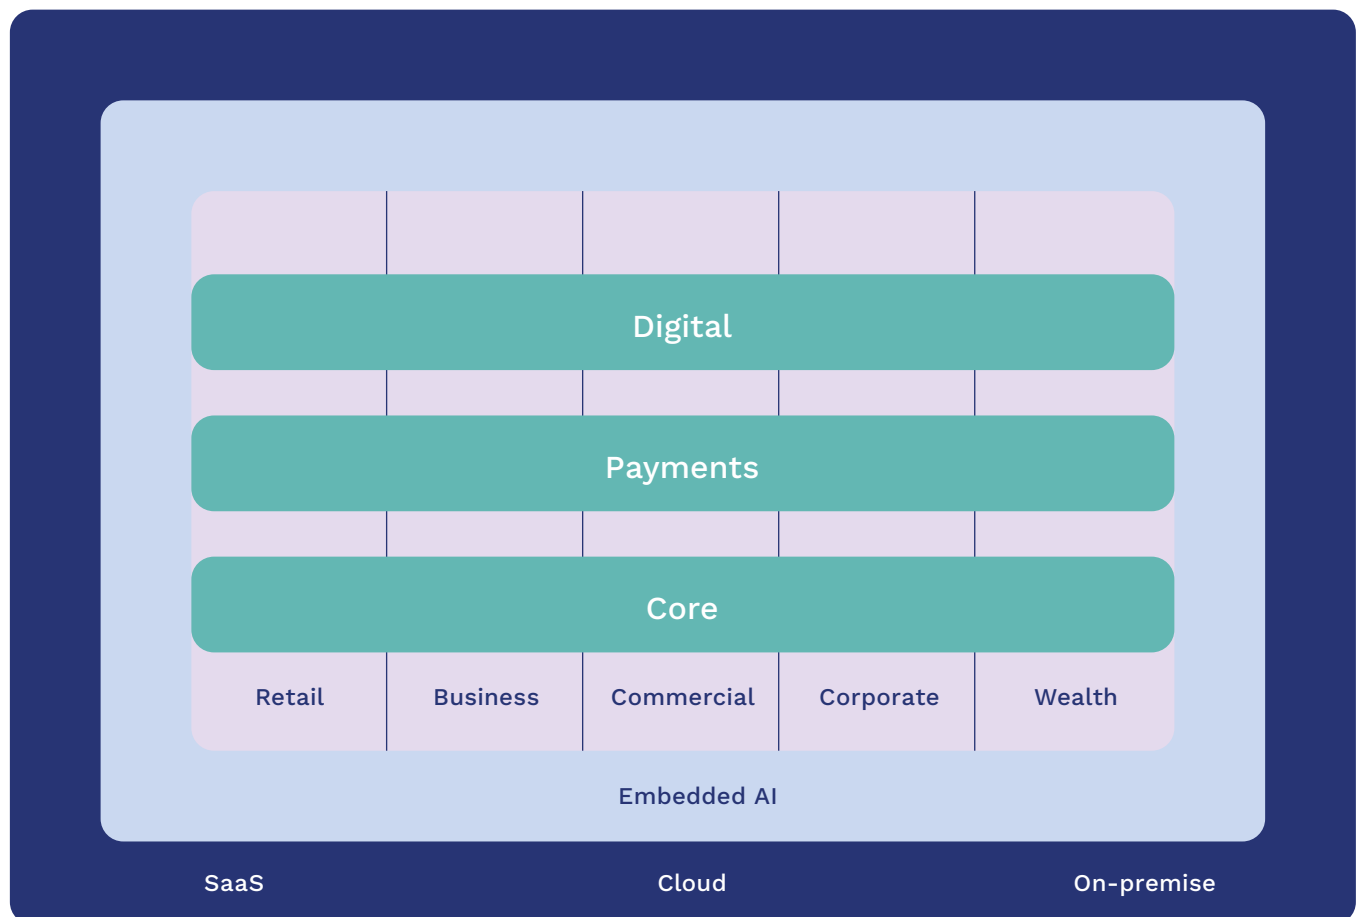 Digital
Payments
Core
Retail Business Commercial Corporate Wealth
Embedded AI
SaaS Cloud On-premise